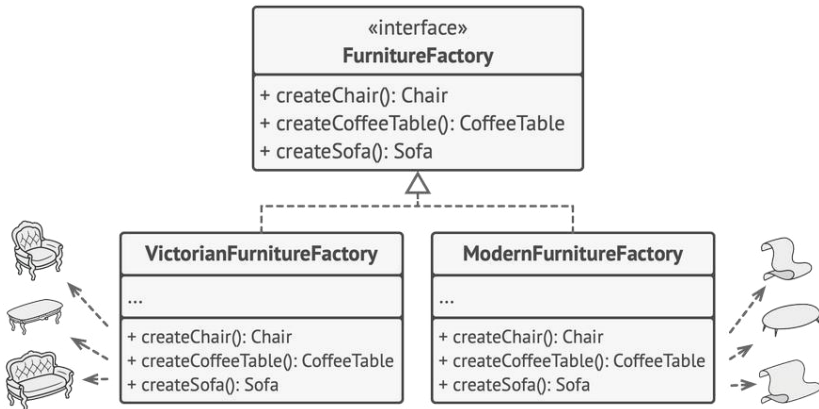 «interface»
FurnitureFactory
+ createChair(): Chair
+ createCoffeeTable(): CoffeeTable
+ createSofa(): Sofa
VictorianFurnitureFactory
...
+ createChair(): Chair
+ createCoffeeTable(): CoffeeTable
+ createSofa(): Sofa
ModernFurnitureFactory
...
+ createChair(): Chair
+ createCoffeeTable(): CoffeeTable
+ createSofa(): Sofa